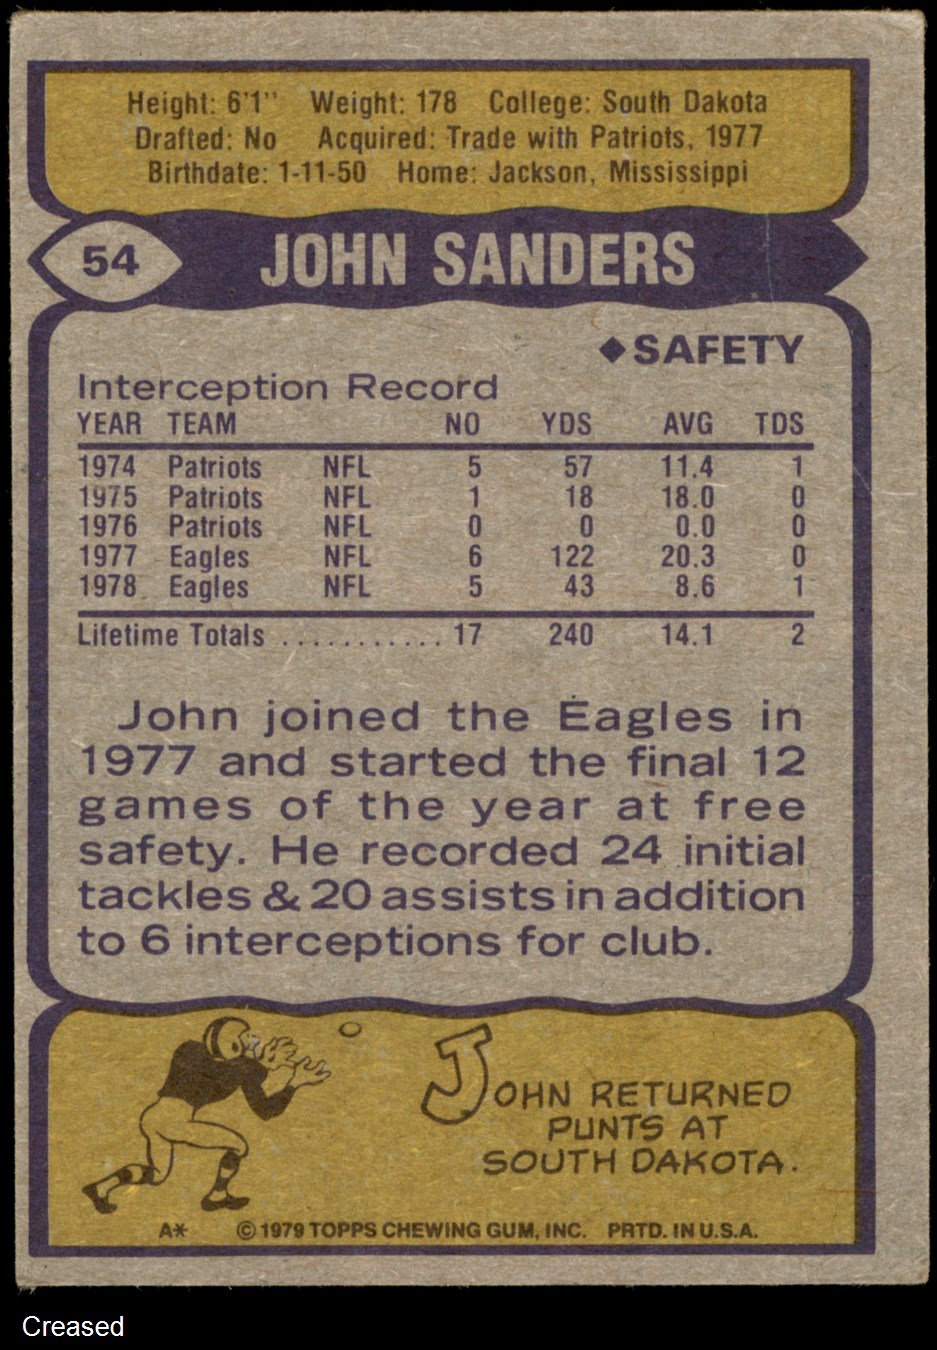 Height: 6'1" Weight: 178 College: South Dakota
Drafted: No Acquired: Trade with Patriots, 1977
Birthdate: 1-11-50 Home: Jackson, Mississippi
54 JOHN SANDERS
◆SAFETY
Interception Record
YEAR TEAM NO YDS AVG TDS
1974 Patriots NFL 5 57 11.4 1
1975 Patriots NFL 1 18 18.0 0
1976 Patriots NFL 0 0 0.0 0
1977 Eagles NFL 6 122 20.3 0
1978 Eagles NFL 5 43 8.6 1
Lifetime Totals ........... 17 240 14.1 2
John joined the Eagles in
1977 and started the final 12
games of the year at free
safety. He recorded 24 initial
tackles & 20 assists in addition
to 6 interceptions for club.
JOHN RETURNED
PUNTS AT
SOUTH DAKOTA.
A* © 1979 TOPPS CHEWING GUM, INC. PRTD. IN U.S.A.
Creased